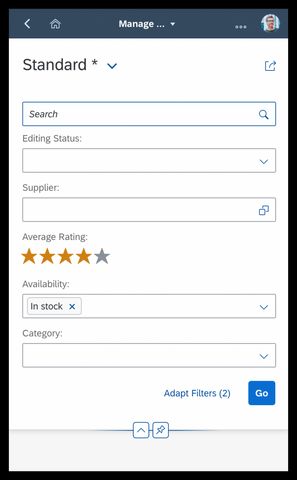 Manage ...
Standard *
Search
Editing Status:
Supplier:
Average Rating:
Availability:
In stock
Category:
Adapt Filters (2)
Go